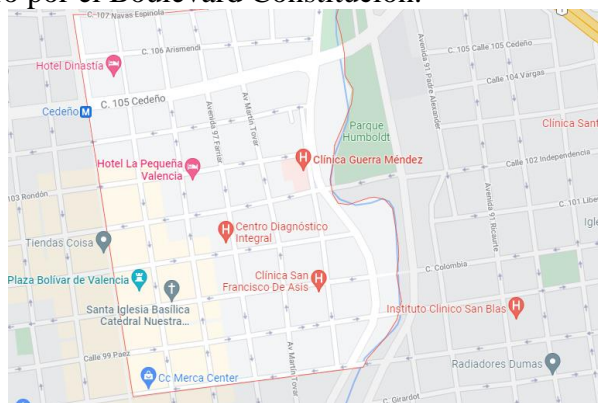 o por el Boulevard Constitución.
C. 107 Navas Espinola
C. 106 Arismendi
Hotel Dinastía
C. 105 Calle 105 Cedeño
Avenida 91 Padre Alexander
Calle 104 Vargas
Cedeño M
C. 105 Cedeño
Avenida 97 Farriar
Av Martín Tovar
Parque
Humboldt
Clínica Sant
Hotel La Pequeña
Valencia
H Clínica Guerra Méndez
Calle 102 Independencia
103 Rondón
Avenida 91 Ricaurte
C. 101 Libe
Igle
H Centro Diagnóstico
Integral
Tiendas Coisa
Plaza Bolívar de Valencia
Clínica San
Francisco De Asis H
C. Colombia
Santa Iglesia Basílica
Catedral Nuestra...
Instituto Clinico San Blas H
Calle 99 Paez
Av Martín Tovar
Cc Merca Center
Radiadores Dumas
C. Girardot